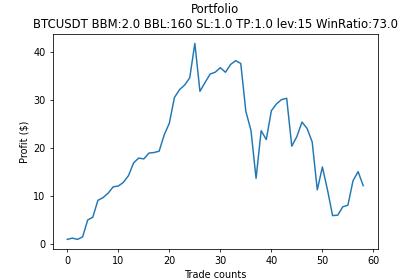 Portfolio
BTCUSDT BBM:2.0 BBL:160 SL:1.0 TP:1.0 lev:15 WinRatio:73.0
40
30
20
10
0
Profit ($)
0 10 20 30 40 50 60
Trade counts